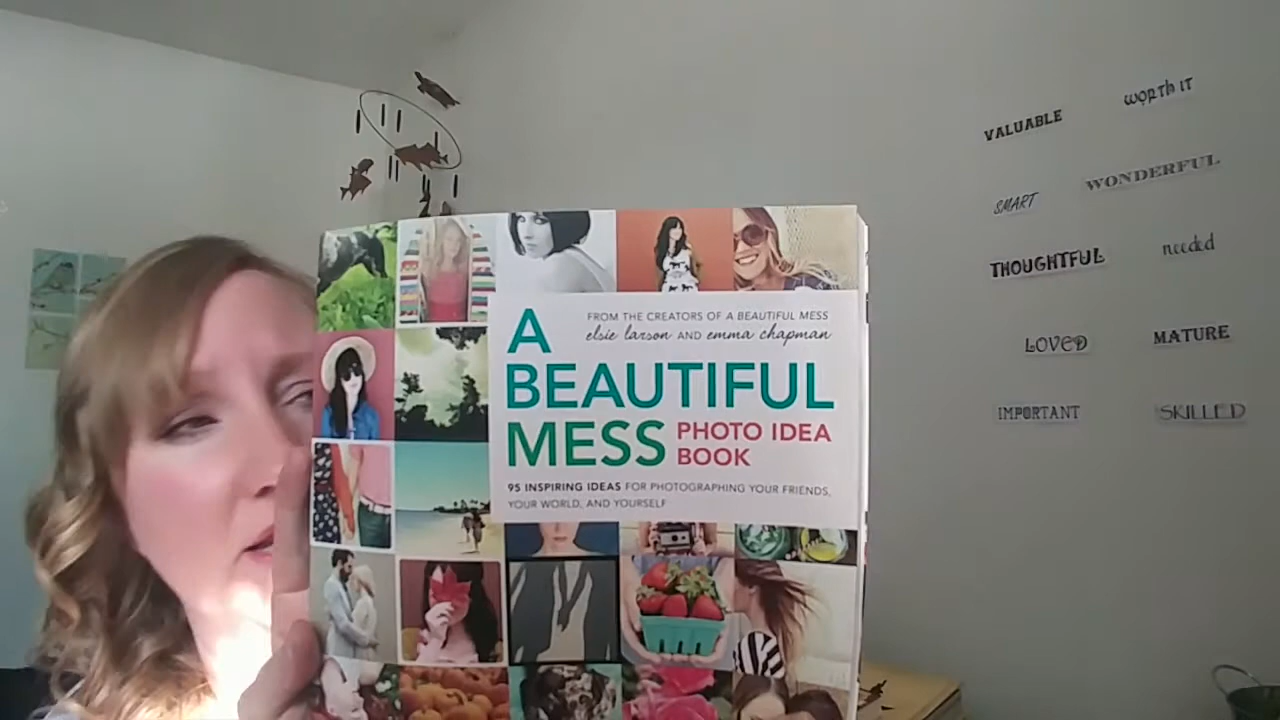 FROM THE CREATORS OF A BEAUTIFUL MESS
elsie larson AND emma chapman
A
BEAUTIFUL
MESS
PHOTO IDEA
BOOK
95 INSPIRING IDEAS FOR PHOTOGRAPHING YOUR FRIENDS,
YOUR WORLD, AND YOURSELF
VALUABLE
worth it
SMART
WONDERFUL
THOUGHTFUL
needed
LOVED
MATURE
IMPORTANT
SKILLED